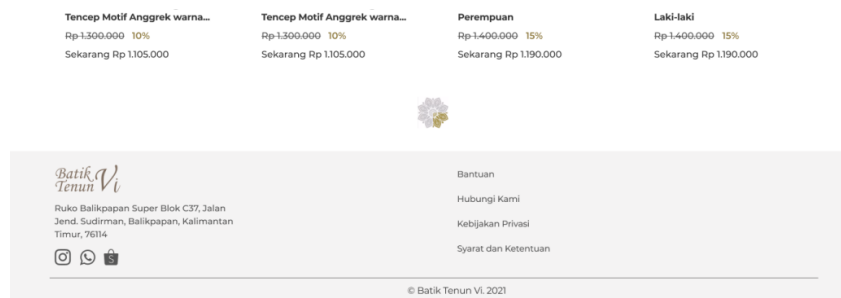 Tencep Motif Anggrek warna... Tencep Motif Anggrek warna... Perempuan Laki-laki
Rp 1.300.000 10% Rp 1.300.000 10% Rp 1.400.000 15% Rp 1.400.000 15%
Sekarang Rp 1.105.000 Sekarang Rp 1.105.000 Sekarang Rp 1.190.000 Sekarang Rp 1.190.000
Batik
Tenun Vi
Ruko Balikpapan Super Blok C37, Jalan
Jend. Sudirman, Balikpapan, Kalimantan
Timur, 76114
Bantuan
Hubungi Kami
Kebijakan Privasi
Syarat dan Ketentuan
© Batik Tenun Vi. 2021